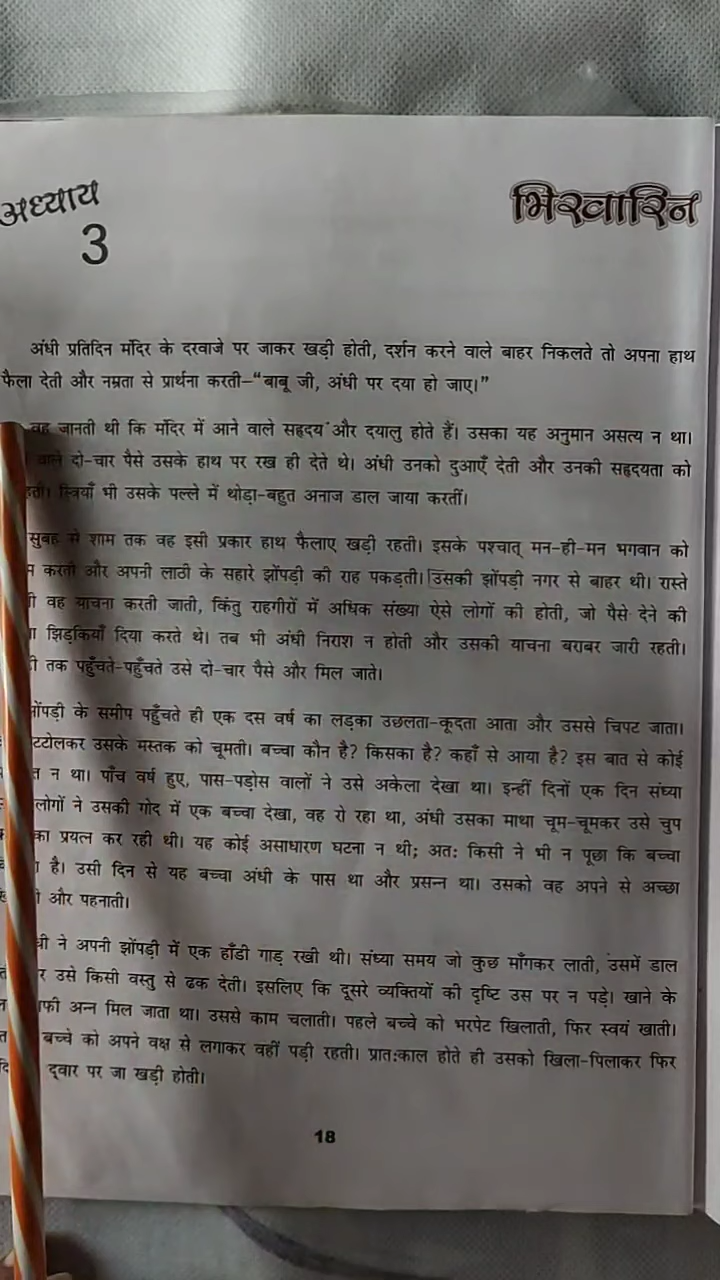 अध्याय
3
भिखारिन
अंधी प्रतिदिन मंदिर के दरवाजे पर जाकर खड़ी होती, दर्शन करने वाले बाहर निकलते तो अपना हाथ
फैला देती और नम्रता से प्रार्थना करती–“बाबू जी, अंधी पर दया हो जाए।”
वह जानती थी कि मंदिर में आने वाले सहृदय और दयालु होते हैं। उसका यह अनुमान असत्य न था।
वाले दो-चार पैसे उसके हाथ पर रख ही देते थे। अंधी उनको दुआएँ देती और उनकी सहृदयता को
स्त्रियाँ भी उसके पल्ले में थोड़ा-बहुत अनाज डाल जाया करतीं।
सुबह से शाम तक वह इसी प्रकार हाथ फैलाए खड़ी रहती। इसके पश्चात् मन-ही-मन भगवान को
करती और अपनी लाठी के सहारे झोंपड़ी की राह पकड़ती। उसकी झोंपड़ी नगर से बाहर थी। रास्ते
वह याचना करती जाती, किंतु राहगीरों में अधिक संख्या ऐसे लोगों की होती, जो पैसे देने की
झिड़कियाँ दिया करते थे। तब भी अंधी निराश न होती और उसकी याचना बराबर जारी रहती।
तक पहुँचते-पहुँचते उसे दो-चार पैसे और मिल जाते।
के समीप पहुँचते ही एक दस वर्ष का लड़का उछलता-कूदता आता और उससे चिपट जाता।
टटोलकर उसके मस्तक को चूमती। बच्चा कौन है? किसका है? कहाँ से आया है? इस बात से कोई
न था। पाँच वर्ष हुए, पास-पड़ोस वालों ने उसे अकेला देखा था। इन्हीं दिनों एक दिन संध्या
लोगों ने उसकी गोद में एक बच्चा देखा, वह रो रहा था, अंधी उसका माथा चूम-चूमकर उसे चुप
का प्रयत्न कर रही थी। यह कोई असाधारण घटना न थी; अतः किसी ने भी न पूछा कि बच्चा
है। उसी दिन से यह बच्चा अंधी के पास था और प्रसन्न था। उसको वह अपने से अच्छा
और पहनाती।
ने अपनी झोंपड़ी में एक हाँडी गाड़ रखी थी। संध्या समय जो कुछ माँगकर लाती, उसमें डाल
उसे किसी वस्तु से ढक देती। इसलिए कि दूसरे व्यक्तियों की दृष्टि उस पर न पड़े। खाने के
अन्न मिल जाता था। उससे काम चलाती। पहले बच्चे को भरपेट खिलाती, फिर स्वयं खाती।
बच्चे को अपने वक्ष से लगाकर वहीं पड़ी रहती। प्रातःकाल होते ही उसको खिला-पिलाकर फिर
द्वार पर जा खड़ी होती।
18